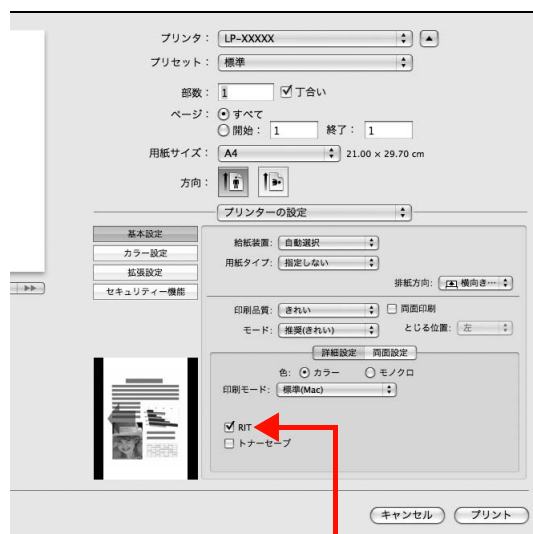 プリンタ： LP-XXXXX
プリセット： 標準
部数： 1 丁合い
ページ： すべて
開始： 1 終了： 1
用紙サイズ： A4 21.00 × 29.70 cm
方向：
プリンターの設定
基本設定
カラー設定
拡張設定
セキュリティー機能
給紙装置: 自動選択
用紙タイプ: 指定しない
排紙方向: 横向き…
印刷品質: きれい 両面印刷
モード: 推奨(きれい) とじる位置: 左
詳細設定 両面設定
色: カラー モノクロ
印刷モード: 標準(Mac)
RIT
トナーセーブ
キャンセル プリント